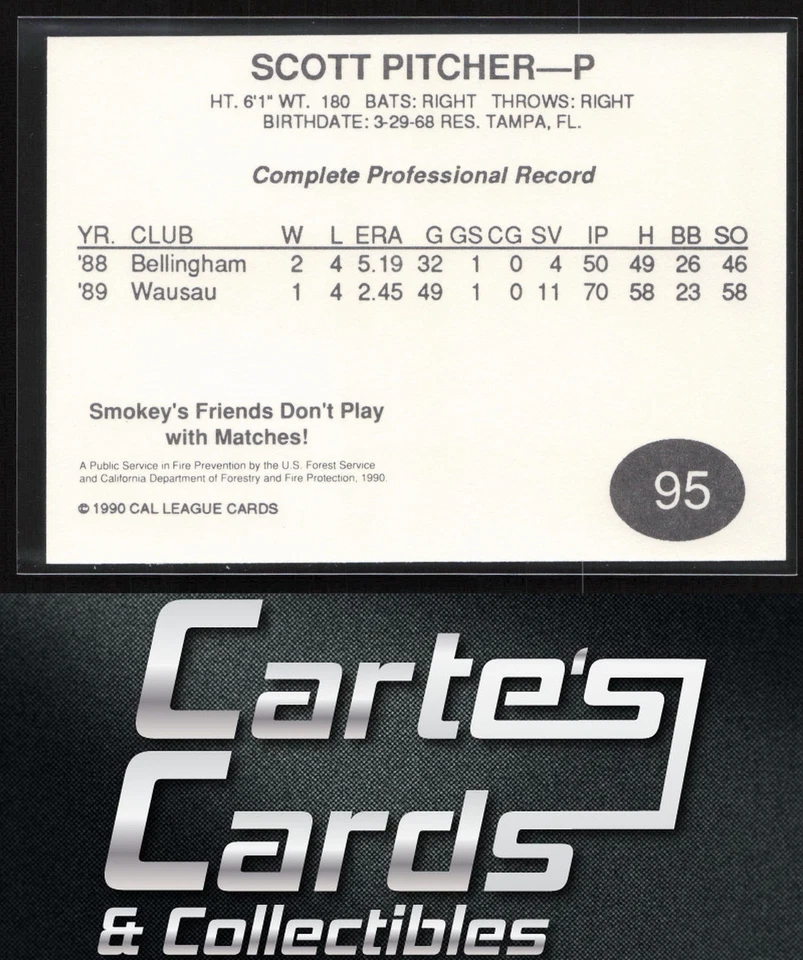 SCOTT PITCHER—P
HT. 6'1" WT. 180 BATS: RIGHT THROWS: RIGHT
BIRTHDATE: 3-29-68 RES. TAMPA, FL.
Complete Professional Record
YR. CLUB W L ERA G GS CG SV IP H BB SO
'88 Bellingham 2 4 5.19 32 1 0 4 50 49 26 46
'89 Wausau 1 4 2.45 49 1 0 11 70 58 23 58
Smokey's Friends Don't Play
with Matches!
A Public Service in Fire Prevention by the U.S. Forest Service
and California Department of Forestry and Fire Protection. 1990.
© 1990 CAL LEAGUE CARDS
95
Carte's
Cards
& Collectibles